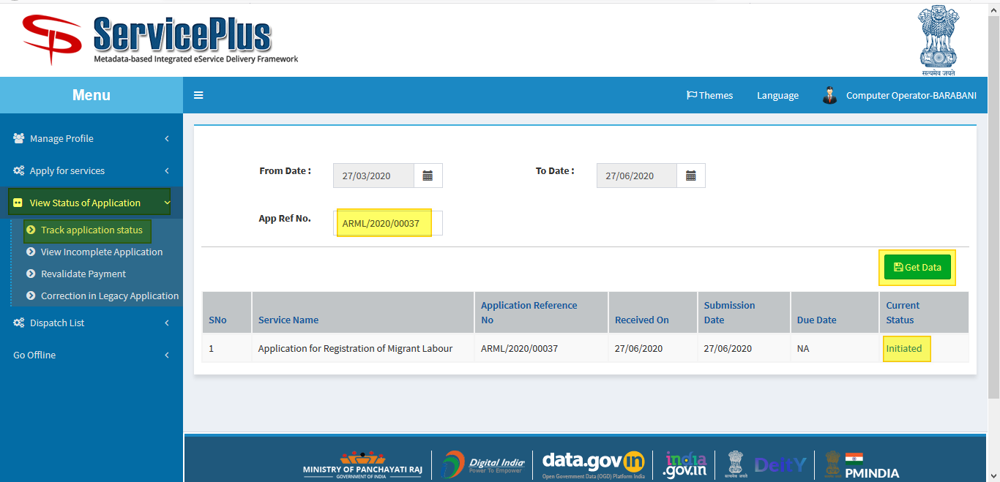 ServicePlus
Metadata-based Integrated eService Delivery Framework
सत्यमेव जयते
Menu
Themes
Language
Computer Operator-BARABANI
Manage Profile
Apply for services
View Status of Application
Track application status
View Incomplete Application
Revalidate Payment
Correction in Legacy Application
Dispatch List
Go Offline
From Date :
27/03/2020
To Date :
27/06/2020
App Ref No.
ARML/2020/00037
Get Data
SNo
Service Name
Application Reference
No
Received On
Submission
Date
Due Date
Current
Status
1
Application for Registration of Migrant Labour
ARML/2020/00037
27/06/2020
27/06/2020
NA
Initiated
MINISTRY OF PANCHAYATI RAJ
GOVERNMENT OF INDIA
Digital India
Power To Empower
data.gov in
Open Government Data (OGD) Platform India
india
.gov.in
सत्यमेव जयते
DeitY
PMINDIA